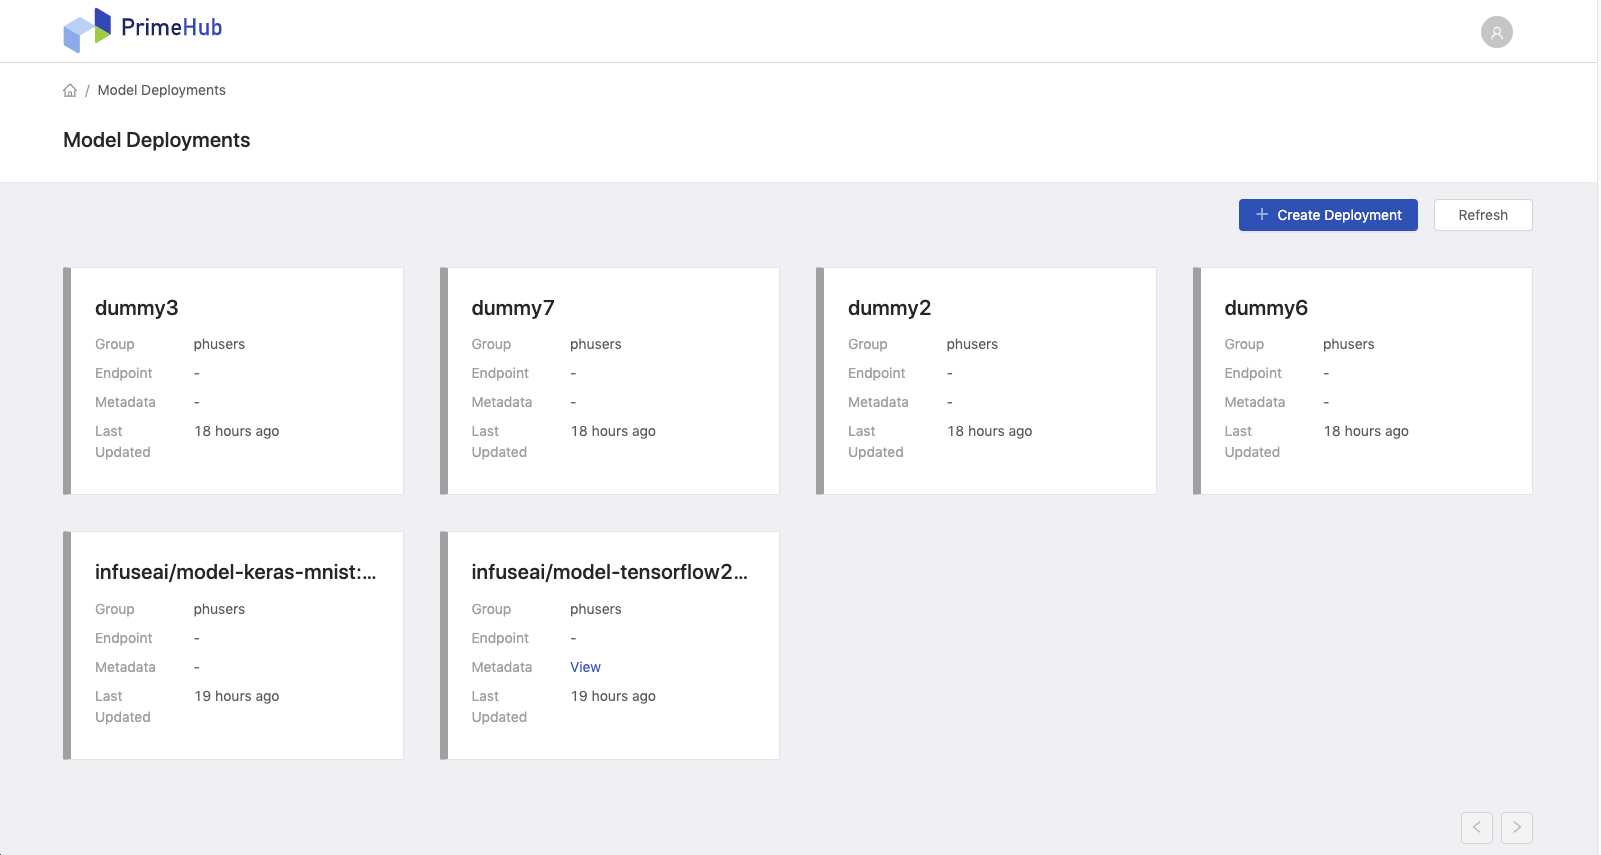 PrimeHub
/ Model Deployments
Model Deployments
+ Create Deployment
Refresh
dummy3
Group phusers
Endpoint -
Metadata -
Last Updated 18 hours ago
dummy7
Group phusers
Endpoint -
Metadata -
Last Updated 18 hours ago
dummy2
Group phusers
Endpoint -
Metadata -
Last Updated 18 hours ago
dummy6
Group phusers
Endpoint -
Metadata -
Last Updated 18 hours ago
infuseai/model-keras-mnist:...
Group phusers
Endpoint -
Metadata -
Last Updated 19 hours ago
infuseai/model-tensorflow2...
Group phusers
Endpoint -
Metadata View
Last Updated 19 hours ago